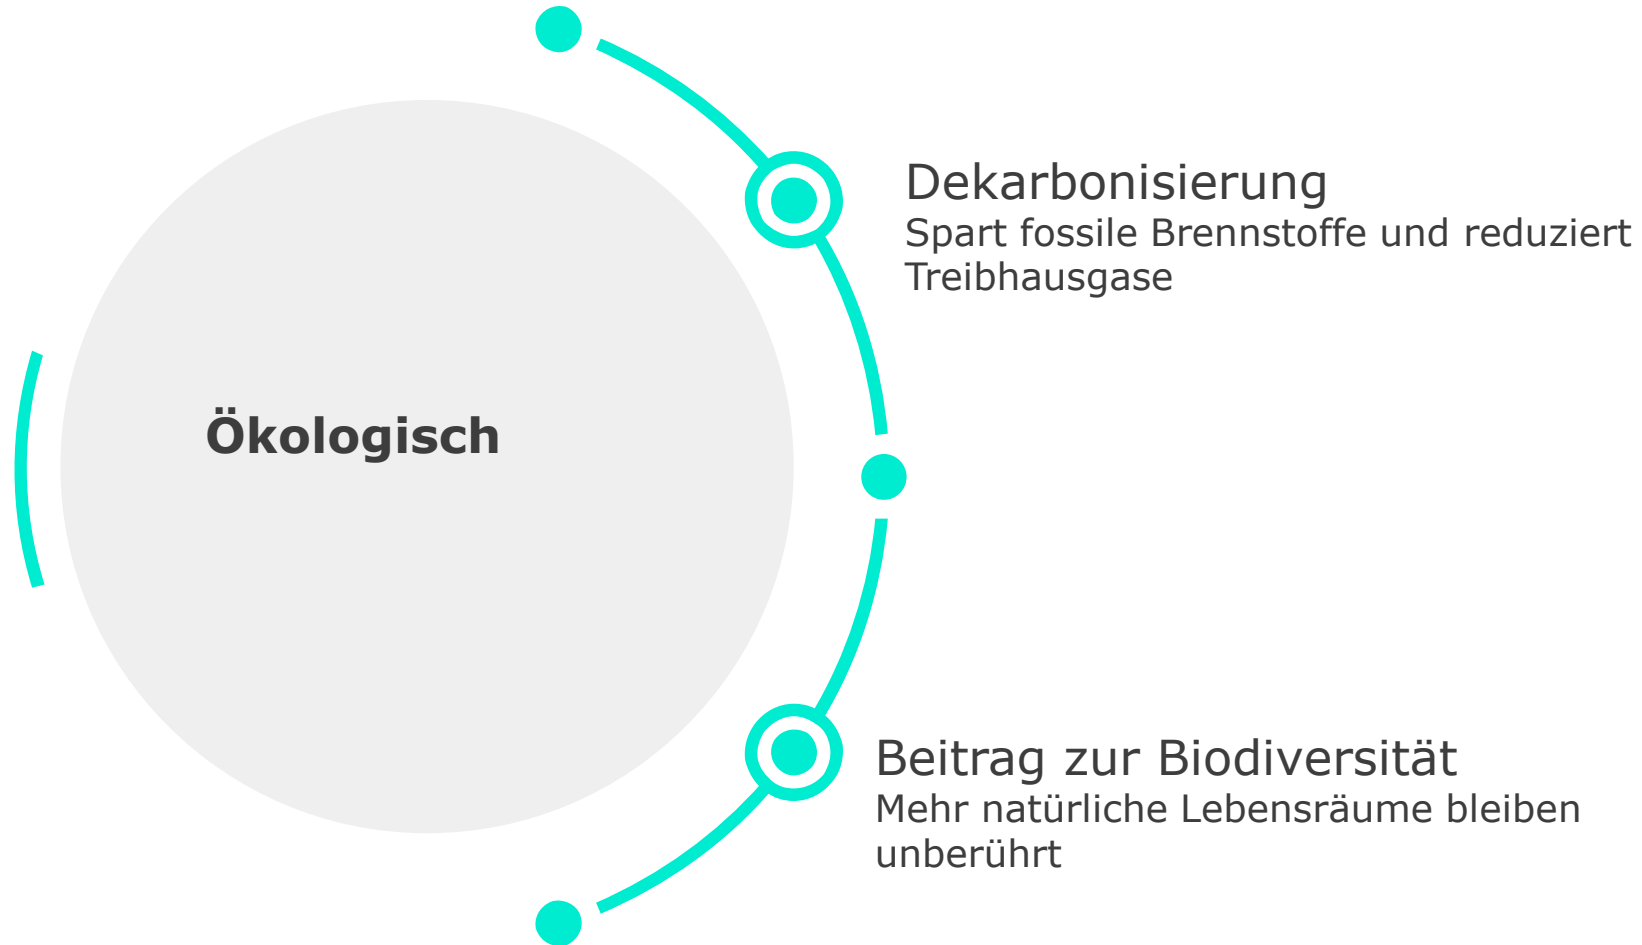 Ökologisch
Dekarbonisierung
Spart fossile Brennstoffe und reduziert
Treibhausgase
Beitrag zur Biodiversität
Mehr natürliche Lebensräume bleiben
unberührt